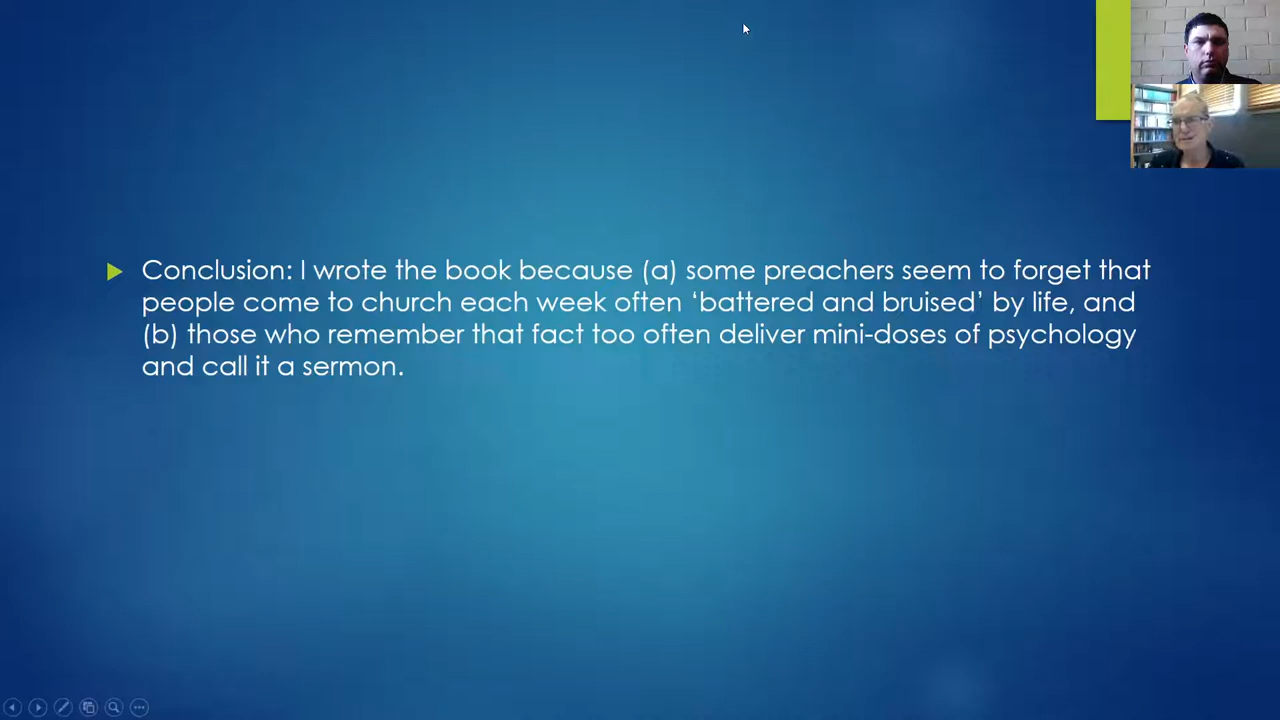 Conclusion: I wrote the book because (a) some preachers seem to forget that
people come to church each week often ‘battered and bruised’ by life, and
(b) those who remember that fact too often deliver mini-doses of psychology
and call it a sermon.